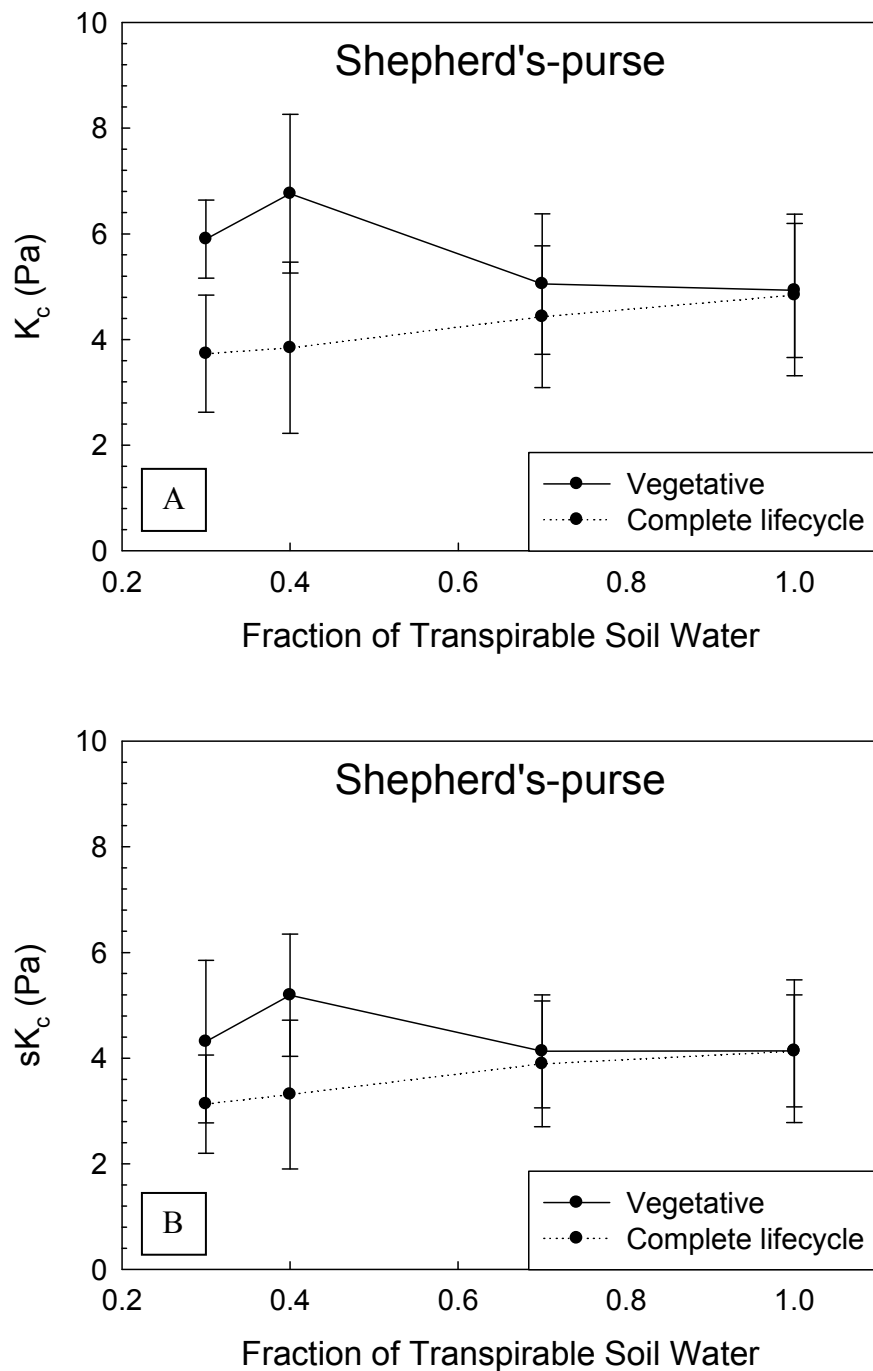 10
Shepherd's-purse
8
6
K_c (Pa)
4
2
A
Vegetative
Complete lifecycle
0
0.2 0.4 0.6 0.8 1.0
Fraction of Transpirable Soil Water
10
Shepherd's-purse
8
6
sK_c (Pa)
4
2
B
Vegetative
Complete lifecycle
0
0.2 0.4 0.6 0.8 1.0
Fraction of Transpirable Soil Water